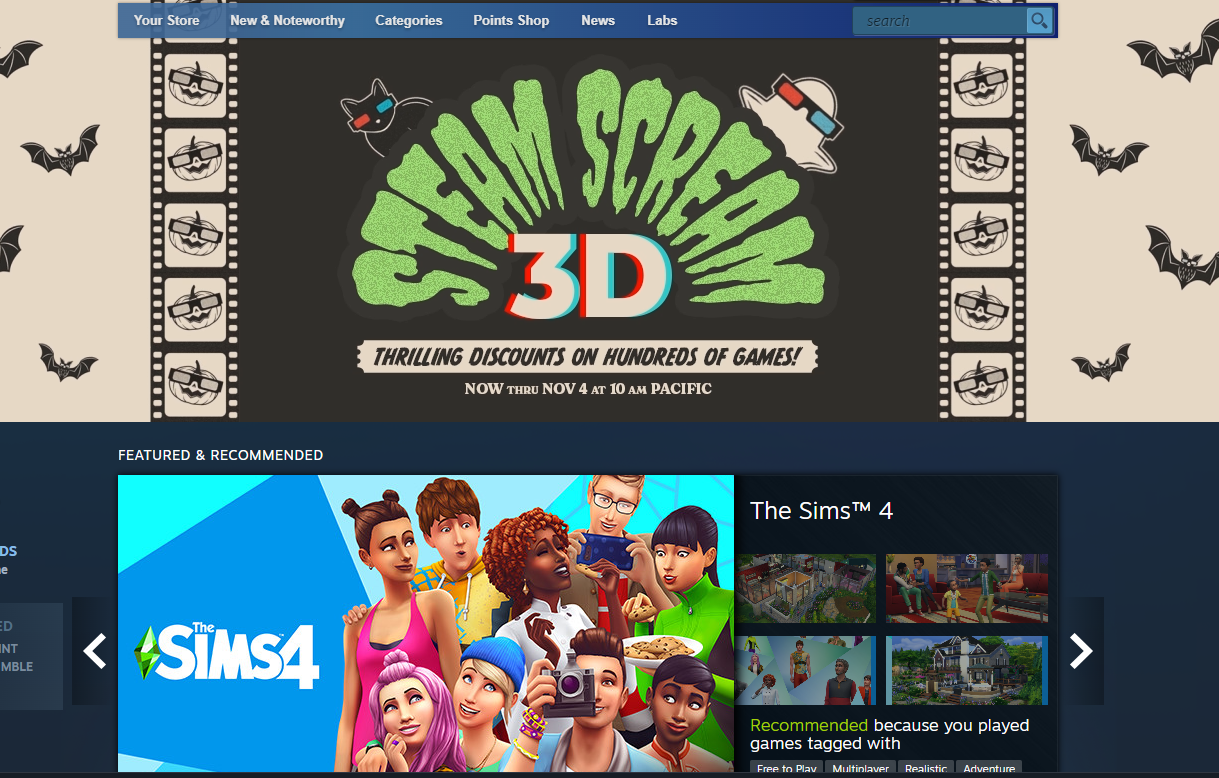 Your Store New & Noteworthy Categories Points Shop News Labs search
STEAM SCREAM
3D
THRILLING DISCOUNTS ON HUNDREDS OF GAMES!
NOW THRU NOV 4 AT 10 AM PACIFIC
FEATURED & RECOMMENDED
The Sims™ 4
DS
e
ED
INT
MBLE
The
SIMS4
Recommended because you played
games tagged with
Free to Play Multiplayer Realistic Adventure